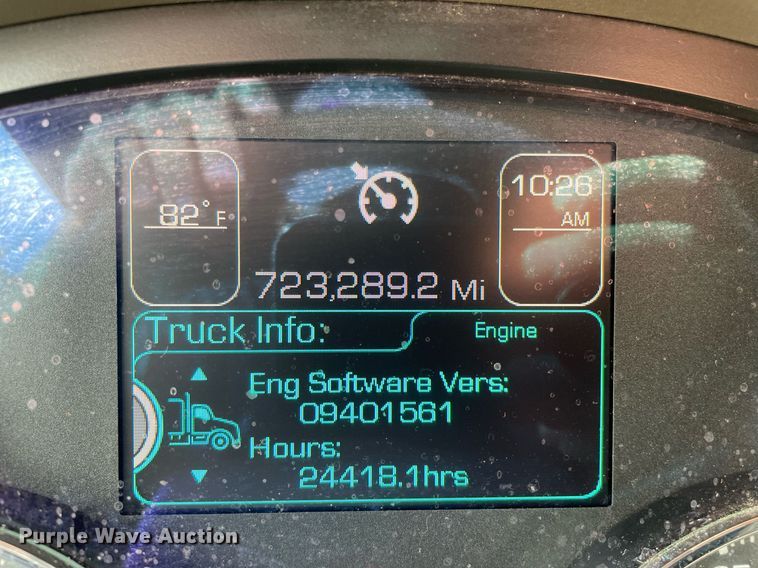 82°F
10:26
AM
723,289.2 Mi
Truck Info:
Engine
Eng Software Vers:
09401561
Hours:
24418.1hrs
Purple Wave Auction